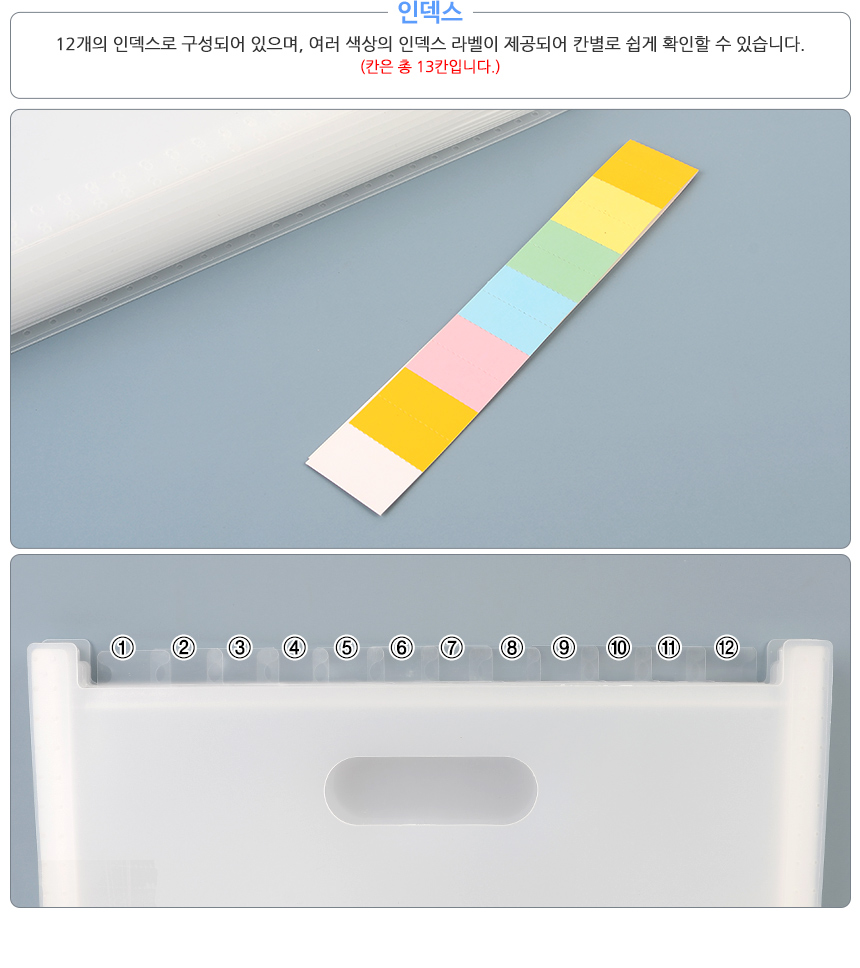 인덱스
12개의 인덱스로 구성되어 있으며, 여러 색상의 인덱스 라벨이 제공되어 칸별로 쉽게 확인할 수 있습니다.
(칸은 총 13칸입니다.)
① ② ③ ④ ⑤ ⑥ ⑦ ⑧ ⑨ ⑩ ⑪ ⑫